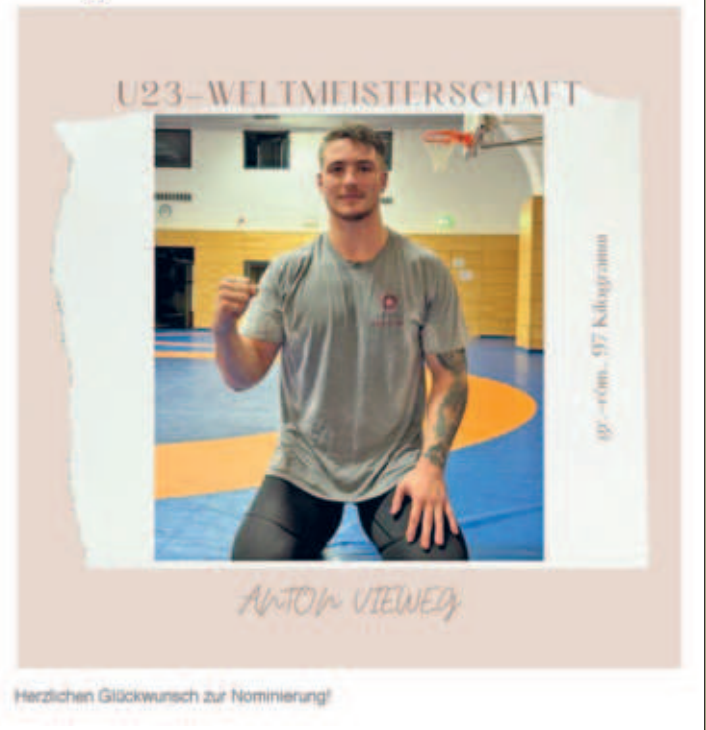 U23-WELTMEISTERSCHAFT
gr.-röm., 97 Kilogramm
ANTON VIEWEG
Herzlichen Glückwunsch zur Nominierung!